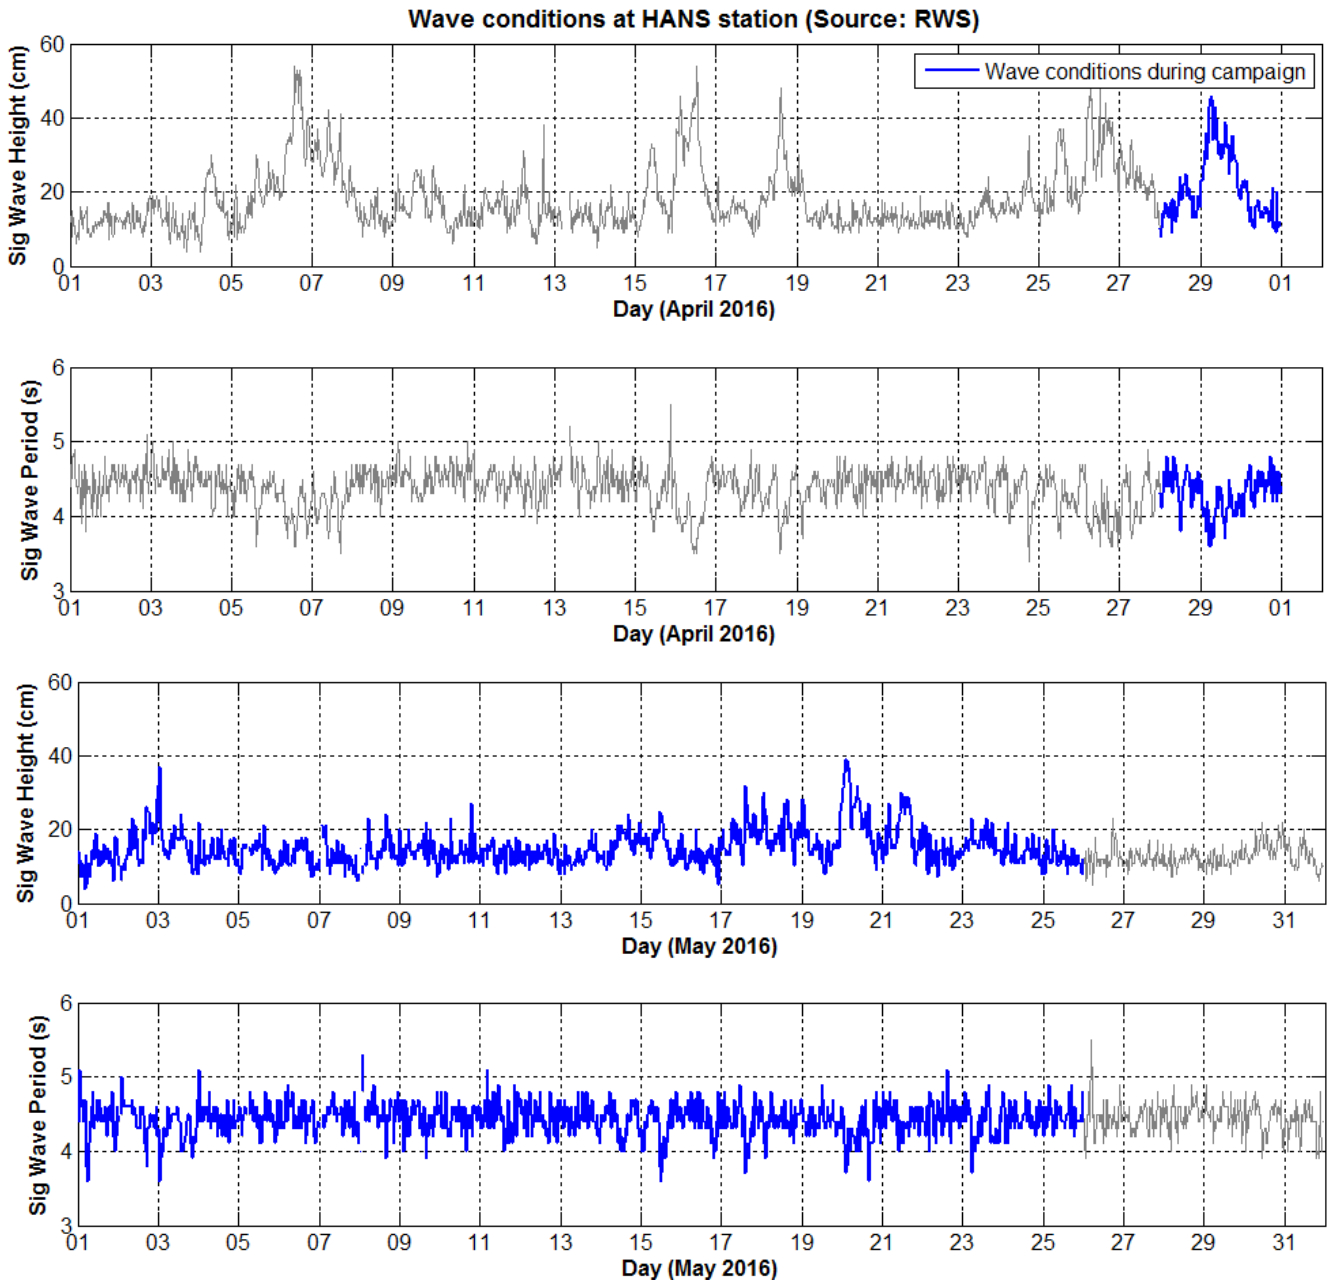 Wave conditions at HANS station (Source: RWS)
Sig Wave Height (cm)
60
40
20
0
Wave conditions during campaign
01 03 05 07 09 11 13 15 17 19 21 23 25 27 29 01
Day (April 2016)
Sig Wave Period (s)
6
5
4
3
01 03 05 07 09 11 13 15 17 19 21 23 25 27 29 01
Day (April 2016)
Sig Wave Height (cm)
60
40
20
0
01 03 05 07 09 11 13 15 17 19 21 23 25 27 29 31
Day (May 2016)
Sig Wave Period (s)
6
5
4
3
01 03 05 07 09 11 13 15 17 19 21 23 25 27 29 31
Day (May 2016)